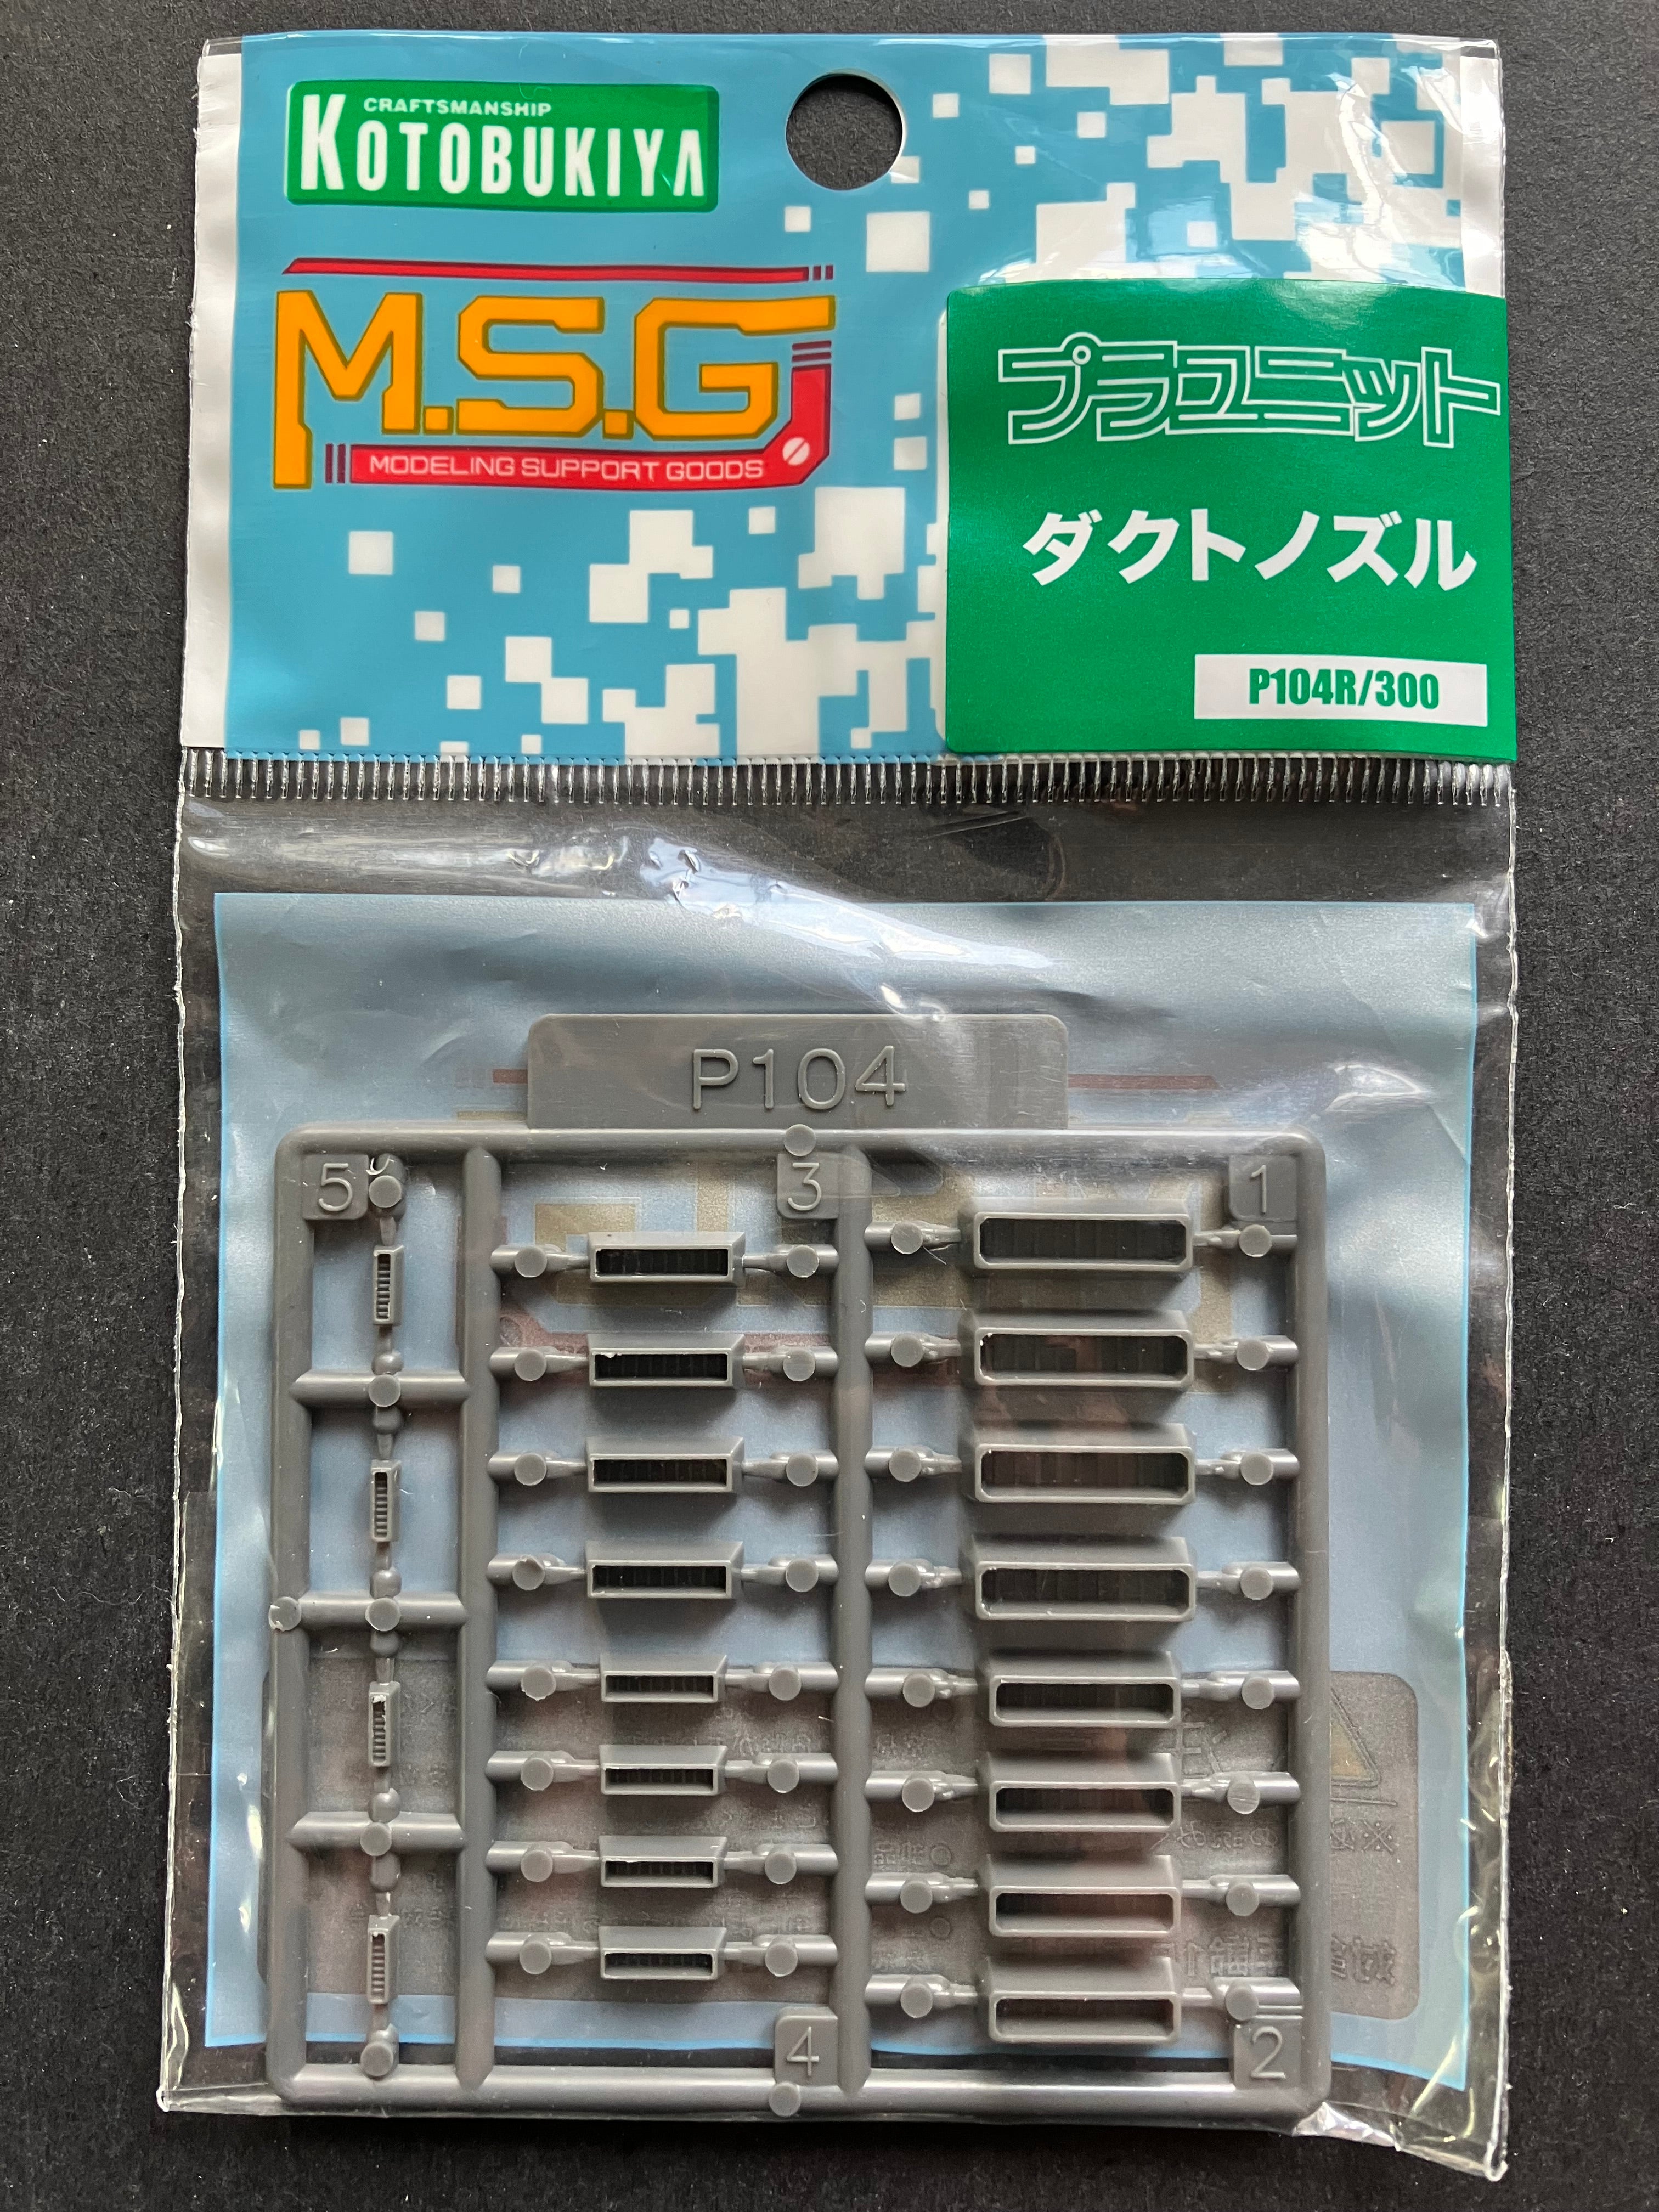 CRAFTSMANSHIP
KOTOBUKIYA
M.S.G
MODELING SUPPORT GOODS
プラユニット
ダクトノズル
P104R/300
P104
5
3
1
4
2